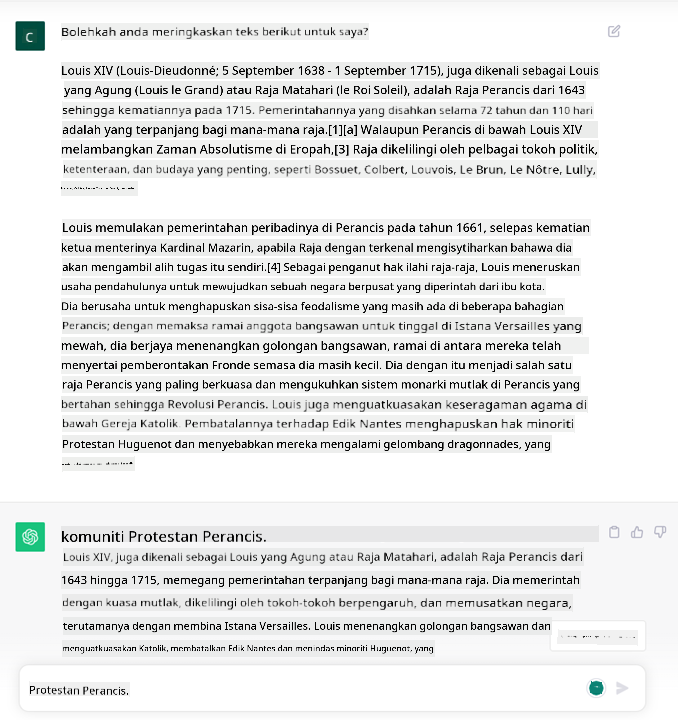 C
Bolehkah anda meringkaskan teks berikut untuk saya?
Louis XIV (Louis-Dieudonné; 5 September 1638 - 1 September 1715), juga dikenali sebagai Louis
yang Agung (Louis le Grand) atau Raja Matahari (le Roi Soleil), adalah Raja Perancis dari 1643
sehingga kematiannya pada 1715. Pemerintahannya yang disahkan selama 72 tahun dan 110 hari
adalah yang terpanjang bagi mana-mana raja.[1][a] Walaupun Perancis di bawah Louis XIV
melambangkan Zaman Absolutisme di Eropah,[3] Raja dikelilingi oleh pelbagai tokoh politik,
ketenteraan, dan budaya yang penting, seperti Bossuet, Colbert, Louvois, Le Brun, Le Nôtre, Lully,
Louis memulakan pemerintahan peribadinya di Perancis pada tahun 1661, selepas kematian
ketua menterinya Kardinal Mazarin, apabila Raja dengan terkenal mengisytiharkan bahawa dia
akan mengambil alih tugas itu sendiri.[4] Sebagai penganut hak ilahi raja-raja, Louis meneruskan
usaha pendahulunya untuk mewujudkan sebuah negara berpusat yang diperintah dari ibu kota.
Dia berusaha untuk menghapuskan sisa-sisa feodalisme yang masih ada di beberapa bahagian
Perancis; dengan memaksa ramai anggota bangsawan untuk tinggal di Istana Versailles yang
mewah, dia berjaya menenangkan golongan bangsawan, ramai di antara mereka telah
menyertai pemberontakan Fronde semasa dia masih kecil. Dia dengan itu menjadi salah satu
raja Perancis yang paling berkuasa dan mengukuhkan sistem monarki mutlak di Perancis yang
bertahan sehingga Revolusi Perancis. Louis juga menguatkuasakan keseragaman agama di
bawah Gereja Katolik. Pembatalannya terhadap Edik Nantes menghapuskan hak minoriti
Protestan Huguenot dan menyebabkan mereka mengalami gelombang dragonnades, yang
komuniti Protestan Perancis.
Louis XIV, juga dikenali sebagai Louis yang Agung atau Raja Matahari, adalah Raja Perancis dari
1643 hingga 1715, memegang pemerintahan terpanjang bagi mana-mana raja. Dia memerintah
dengan kuasa mutlak, dikelilingi oleh tokoh-tokoh berpengaruh, dan memusatkan negara,
terutamanya dengan membina Istana Versailles. Louis menenangkan golongan bangsawan dan
menguatkuasakan Katolik, membatalkan Edik Nantes dan menindas minoriti Huguenot, yang
Protestan Perancis.